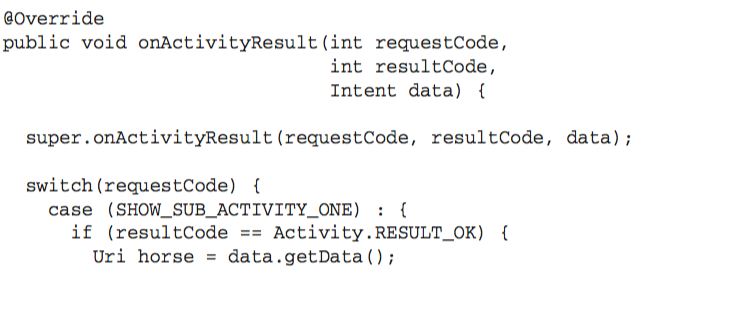 @Override
public void onActivityResult(int requestCode,
                             int resultCode,
                             Intent data) {
  super.onActivityResult(requestCode, resultCode, data);
  switch(requestCode) {
    case (SHOW_SUB_ACTIVITY_ONE) : {
      if (resultCode == Activity.RESULT_OK) {
        Uri horse = data.getData();